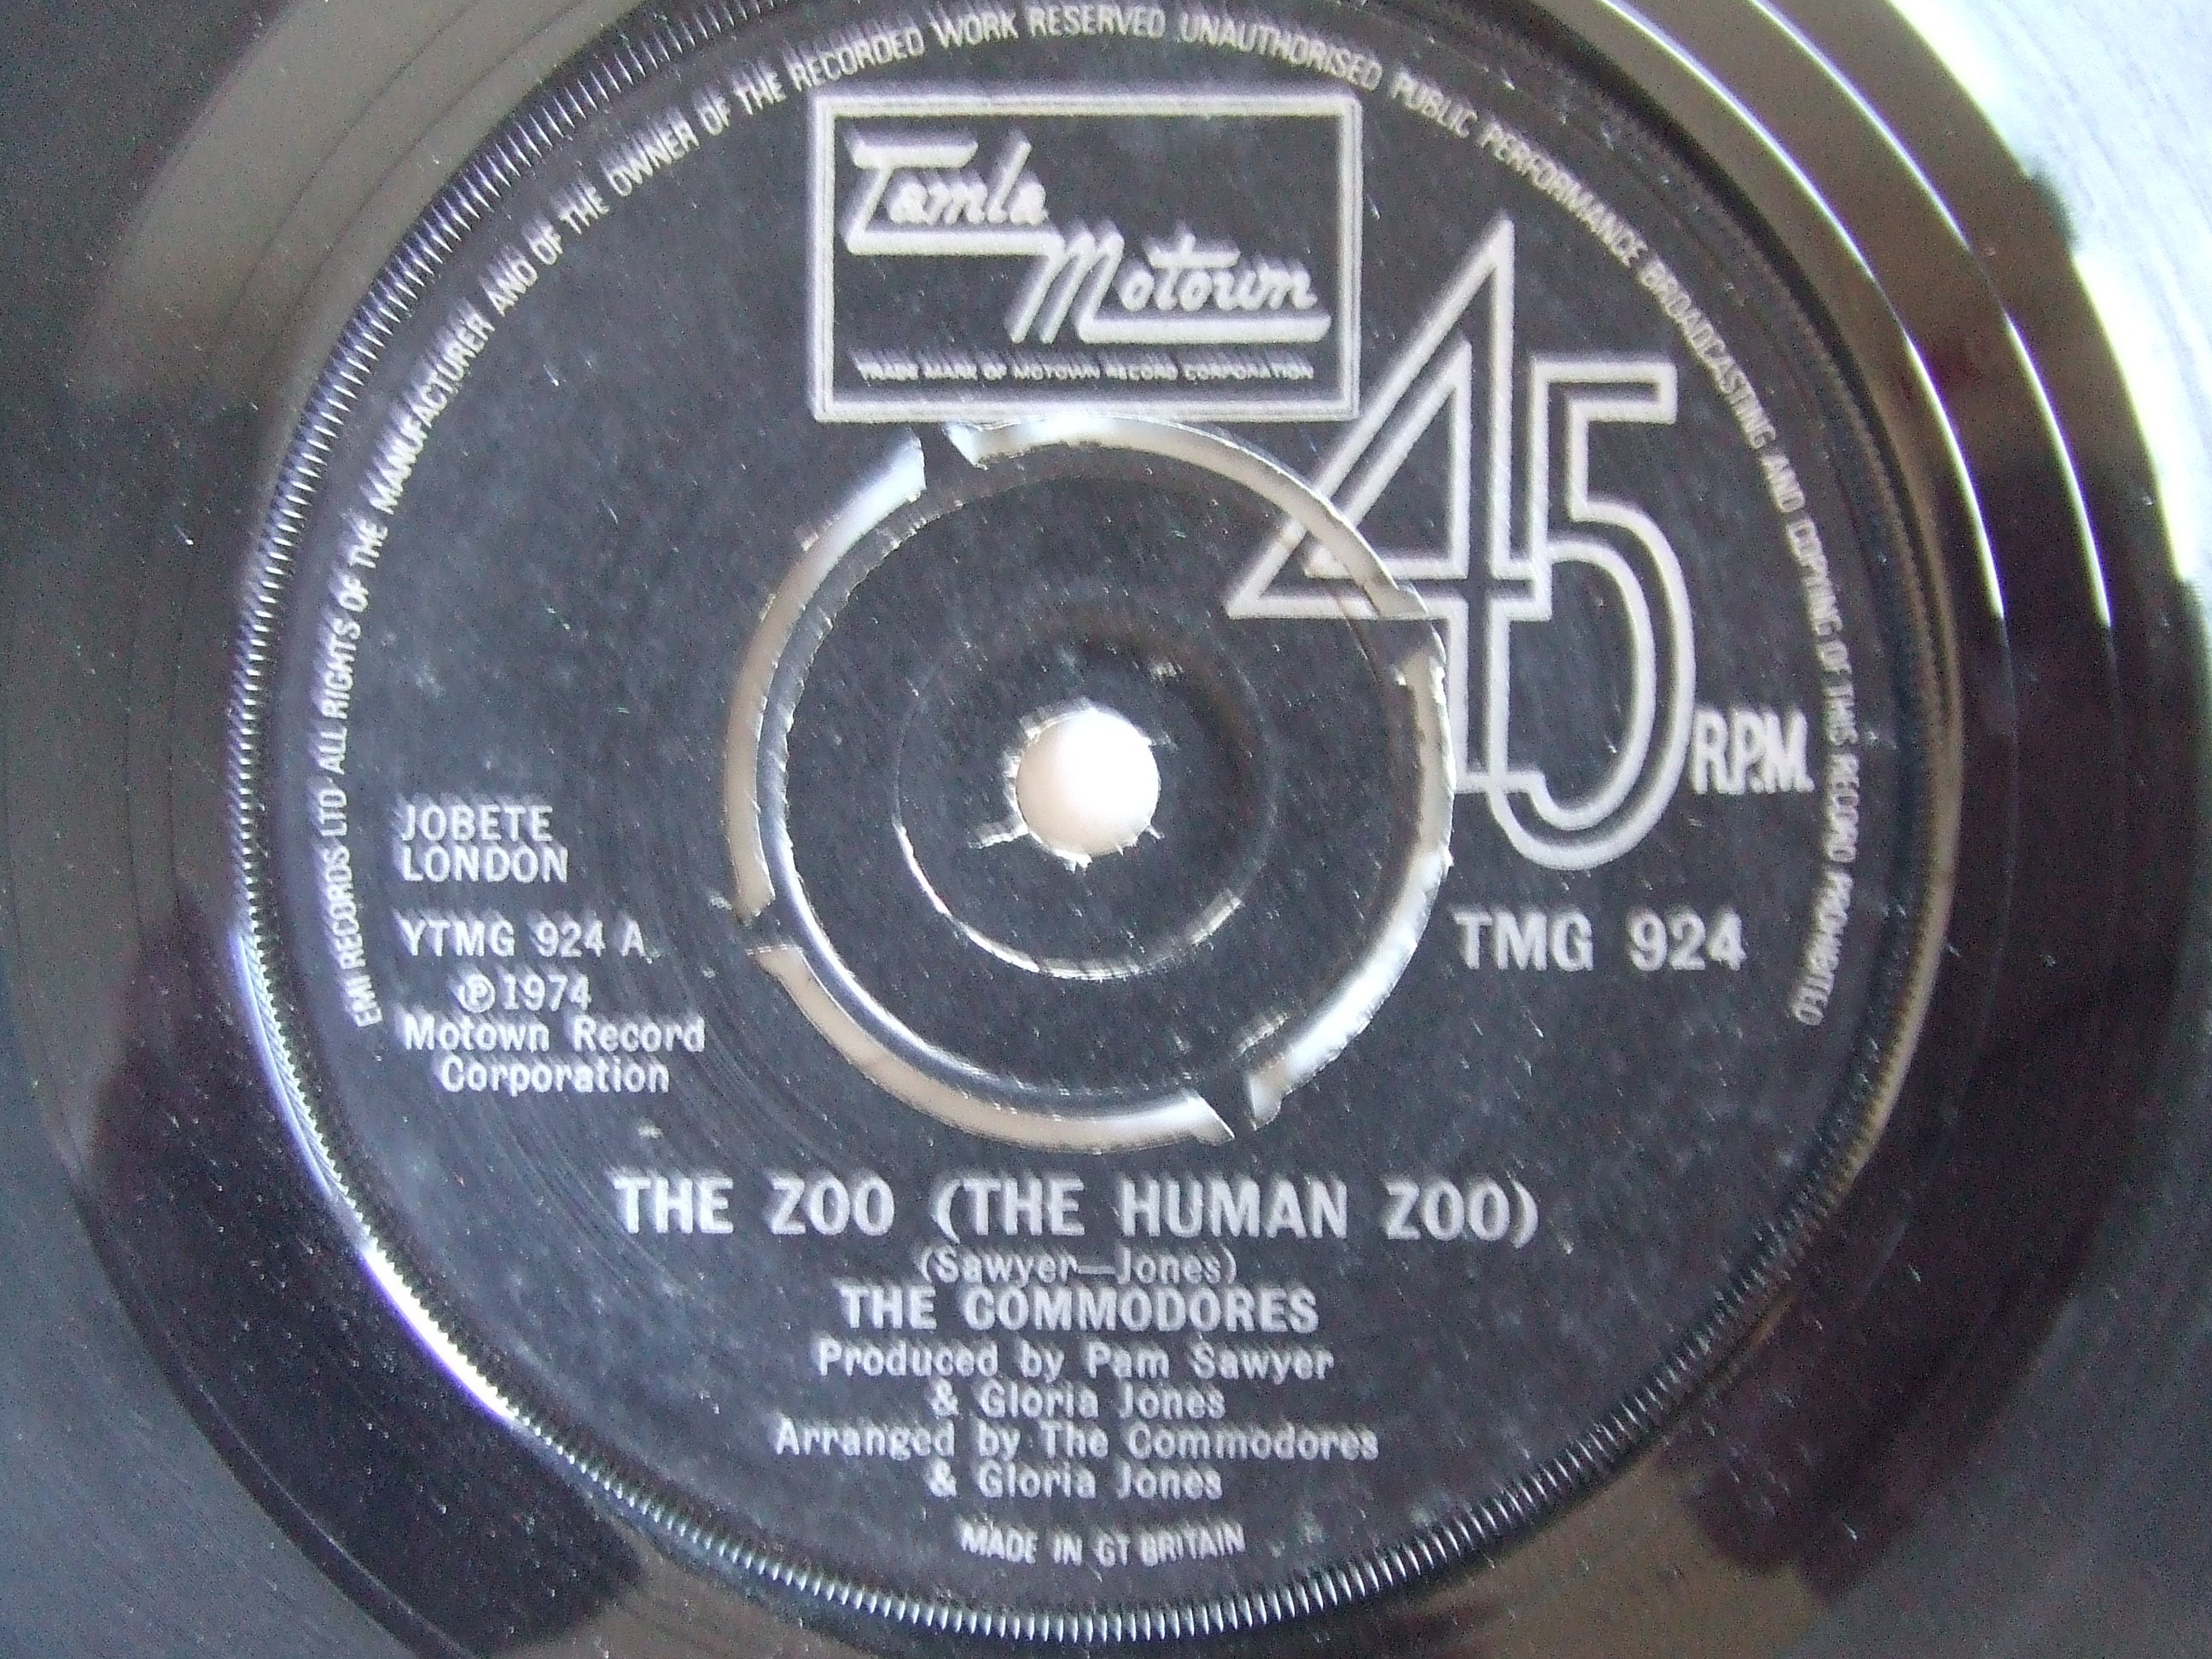 EMI RECORDS LTD ALL RIGHTS OF THE MANUFACTURER AND OF THE OWNER OF THE RECORDED WORK RESERVED UNAUTHORISED PUBLIC PERFORMANCE BROADCASTING AND COPYING OF THIS RECORD PROHIBITED
Tamla
Motown
TRADE MARK OF MOTOWN RECORD CORPORATION
45
R.P.M.
JOBETE
LONDON
YTMG 924 A
℗ 1974
Motown Record
Corporation
TMG 924
THE ZOO (THE HUMAN ZOO)
(Sawyer—Jones)
THE COMMODORES
Produced by Pam Sawyer
& Gloria Jones
Arranged by The Commodores
& Gloria Jones
MADE IN GT BRITAIN